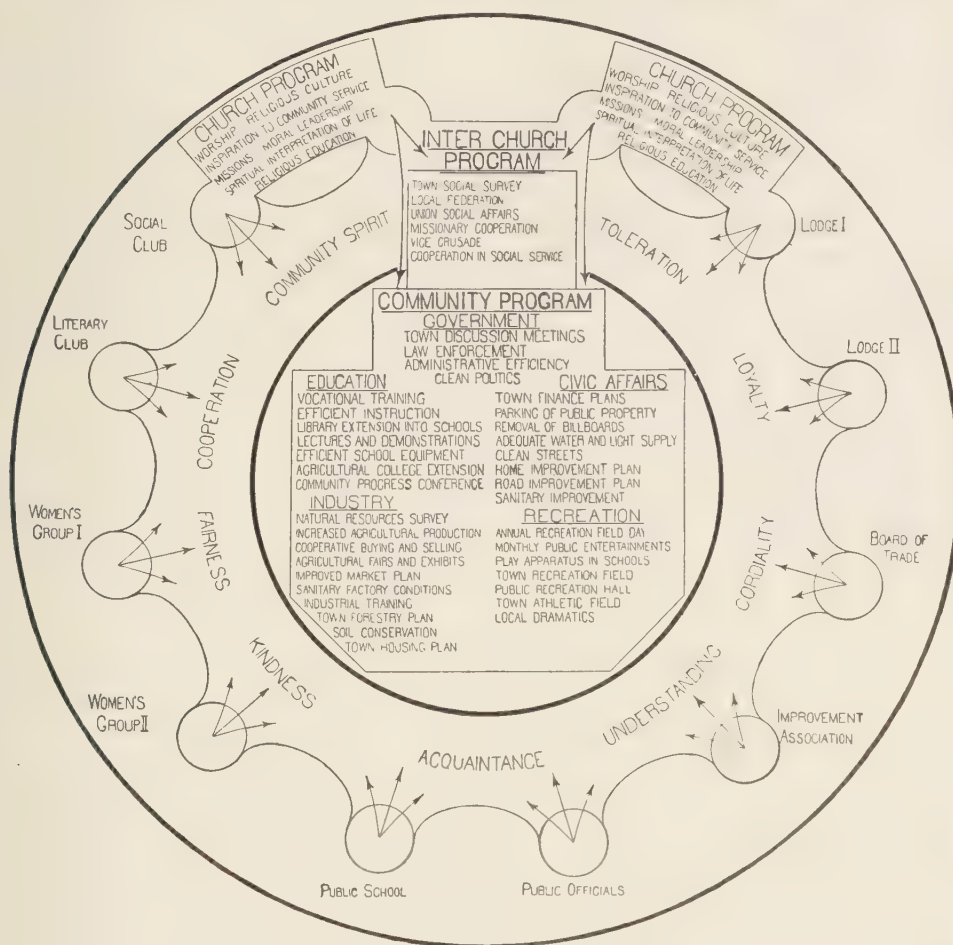 CHURCH PROGRAM
WORSHIP RELIGIOUS CULTURE
INSPIRATION TO COMMUNITY SERVICE
MISSIONS MORAL LEADERSHIP
SPIRITUAL INTERPRETATION OF LIFE
RELIGIOUS EDUCATION
CHURCH PROGRAM
WORSHIP RELIGIOUS CULTURE
INSPIRATION TO COMMUNITY SERVICE
MISSIONS MORAL LEADERSHIP
SPIRITUAL INTERPRETATION OF LIFE
RELIGIOUS EDUCATION
INTER CHURCH
PROGRAM
TOWN SOCIAL SURVEY
LOCAL FEDERATION
UNION SOCIAL AFFAIRS
MISSIONARY COOPERATION
VICE CRUSADE
COOPERATION IN SOCIAL SERVICE
SOCIAL
CLUB
COMMUNITY SPIRIT
TOLERATION
LODGE I
LITERARY
CLUB
COOPERATION
LOYALTY
LODGE II
COMMUNITY PROGRAM
GOVERNMENT
TOWN DISCUSSION MEETINGS
LAW ENFORCEMENT
ADMINISTRATIVE EFFICIENCY
CLEAN POLITICS
EDUCATION
VOCATIONAL TRAINING
EFFICIENT INSTRUCTION
LIBRARY EXTENSION INTO SCHOOLS
LECTURES AND DEMONSTRATIONS
EFFICIENT SCHOOL EQUIPMENT
AGRICULTURAL COLLEGE EXTENSION
COMMUNITY PROGRESS CONFERENCE
CIVIC AFFAIRS
TOWN FINANCE PLANS
PARKING OF PUBLIC PROPERTY
REMOVAL OF BILLBOARDS
ADEQUATE WATER AND LIGHT SUPPLY
CLEAN STREETS
HOME IMPROVEMENT PLAN
ROAD IMPROVEMENT PLAN
SANITARY IMPROVEMENT
INDUSTRY
NATURAL RESOURCES SURVEY
INCREASED AGRICULTURAL PRODUCTION
COOPERATIVE BUYING AND SELLING
AGRICULTURAL FAIRS AND EXHIBITS
IMPROVED MARKET PLAN
SANITARY FACTORY CONDITIONS
INDUSTRIAL TRAINING
TOWN FORESTRY PLAN
SOIL CONSERVATION
TOWN HOUSING PLAN
RECREATION
ANNUAL RECREATION FIELD DAY
MONTHLY PUBLIC ENTERTAINMENTS
PLAY APPARATUS IN SCHOOLS
TOWN RECREATION FIELD
PUBLIC RECREATION HALL
TOWN ATHLETIC FIELD
LOCAL DRAMATICS
WOMEN'S
GROUP I
FAIRNESS
CORDIALITY
BOARD OF
TRADE
WOMEN'S
GROUP II
KINDNESS
UNDERSTANDING
IMPROVEMENT
ASSOCIATION
ACQUAINTANCE
PUBLIC SCHOOL
PUBLIC OFFICIALS